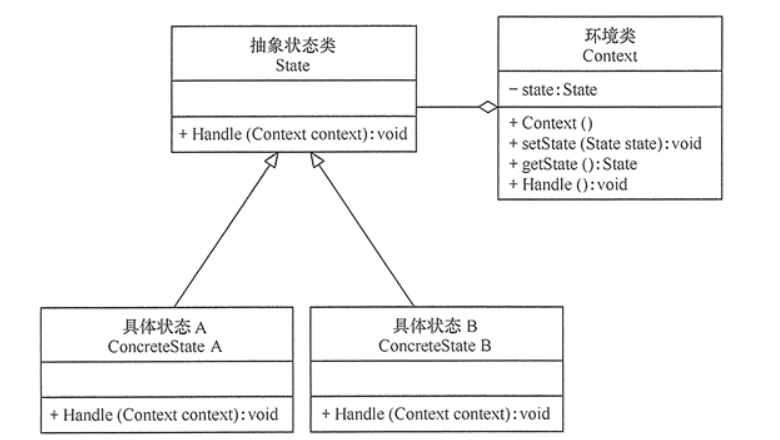 抽象状态类
State
+ Handle (Context context): void
环境类
Context
− state: State
+ Context ()
+ setState (State state): void
+ getState (): State
+ Handle (): void
具体状态 A
ConcreteState A
+ Handle (Context context): void
具体状态 B
ConcreteState B
+ Handle (Context context): void